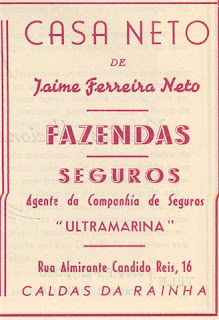 CASA NETO
DE
Jaime Ferreira Neto
FAZENDAS
SEGUROS
Agente da Companhía de Seguros
"ULTRAMARINA"
Rua Almirante Candido Reis, 16
CALDAS DA RAINHA